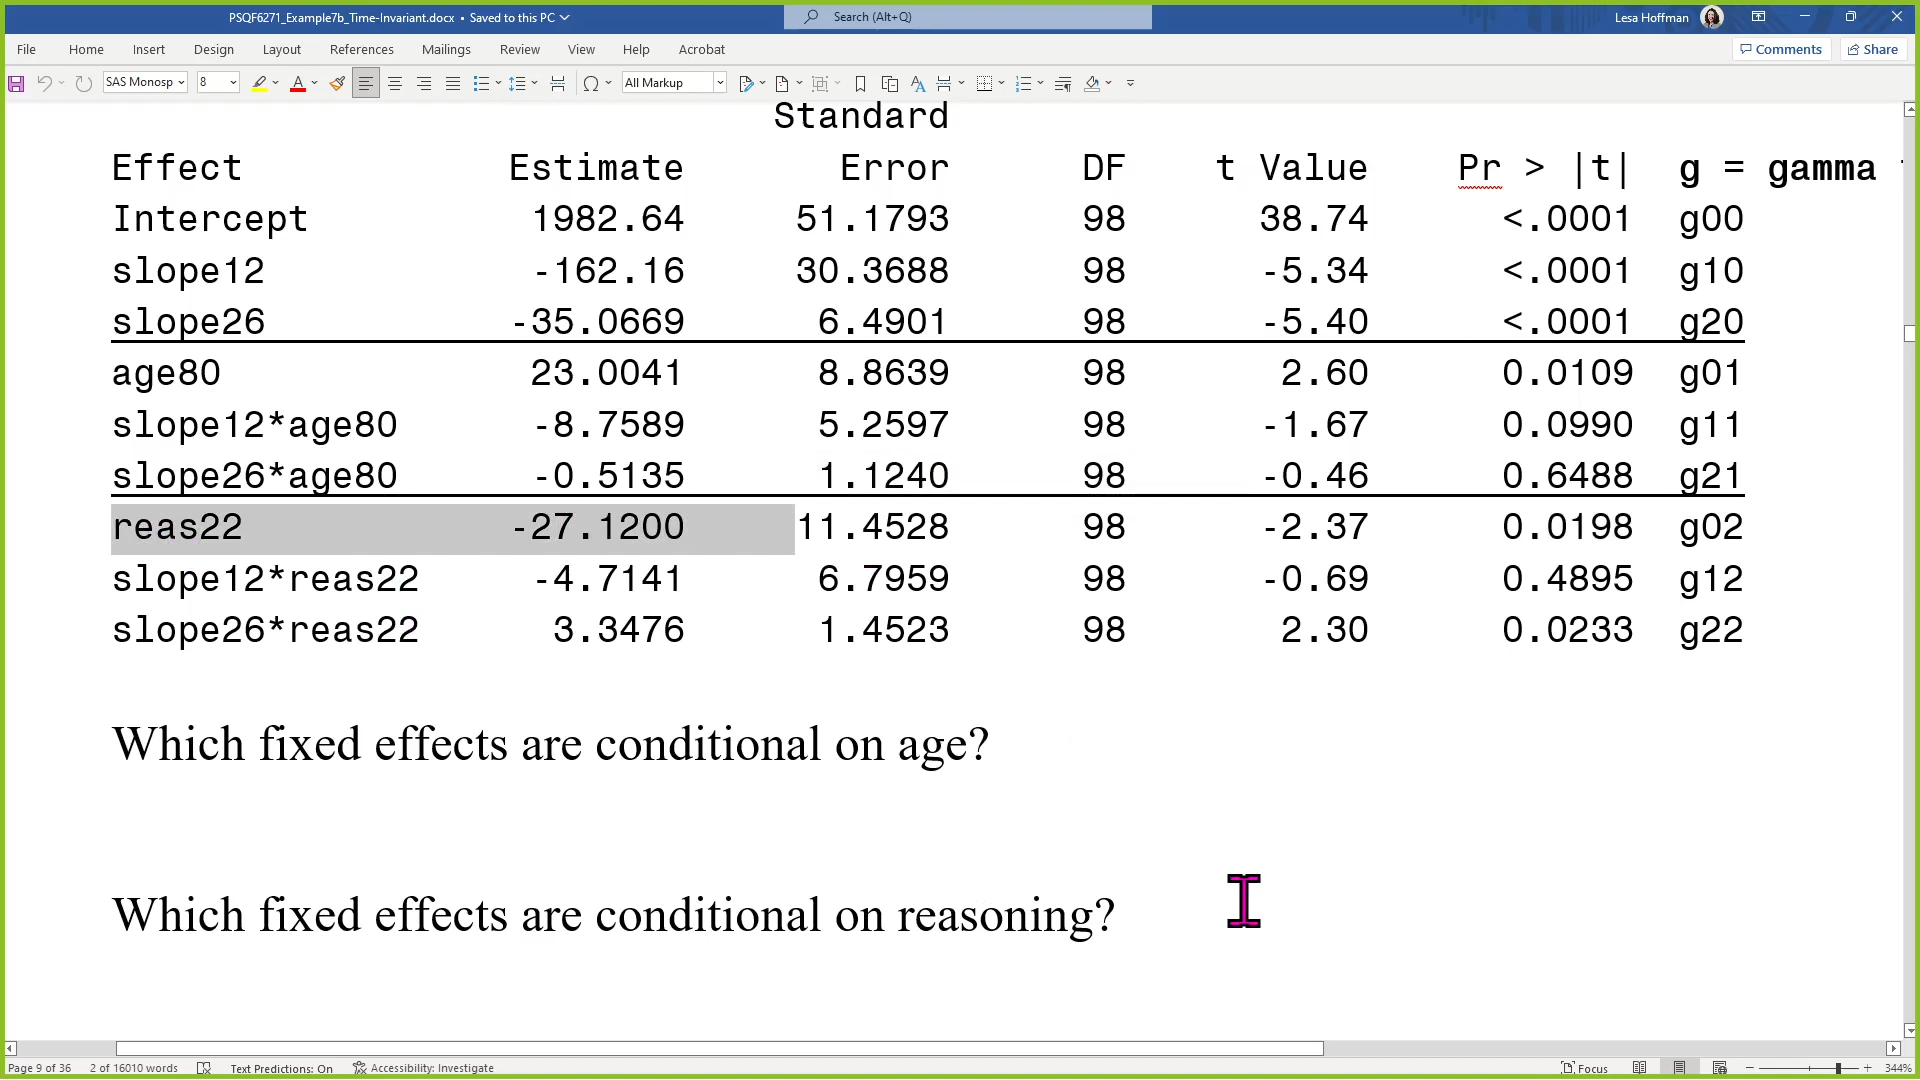 PSQF6271_Example7b_Time-Invariant.docx • Saved to this PC
Search (Alt+Q)
Lesa Hoffman
File Home Insert Design Layout References Mailings Review View Help Acrobat
Comments Share
SAS Monosp 8 All Markup
Standard
Effect Estimate Error DF t Value Pr > |t| g = gamma
Intercept 1982.64 51.1793 98 38.74 <.0001 g00
slope12 -162.16 30.3688 98 -5.34 <.0001 g10
slope26 -35.0669 6.4901 98 -5.40 <.0001 g20
age80 23.0041 8.8639 98 2.60 0.0109 g01
slope12*age80 -8.7589 5.2597 98 -1.67 0.0990 g11
slope26*age80 -0.5135 1.1240 98 -0.46 0.6488 g21
reas22 -27.1200 11.4528 98 -2.37 0.0198 g02
slope12*reas22 -4.7141 6.7959 98 -0.69 0.4895 g12
slope26*reas22 3.3476 1.4523 98 2.30 0.0233 g22
Which fixed effects are conditional on age?
Which fixed effects are conditional on reasoning?
Page 9 of 36 2 of 16010 words Text Predictions: On Accessibility: Investigate Focus 344%